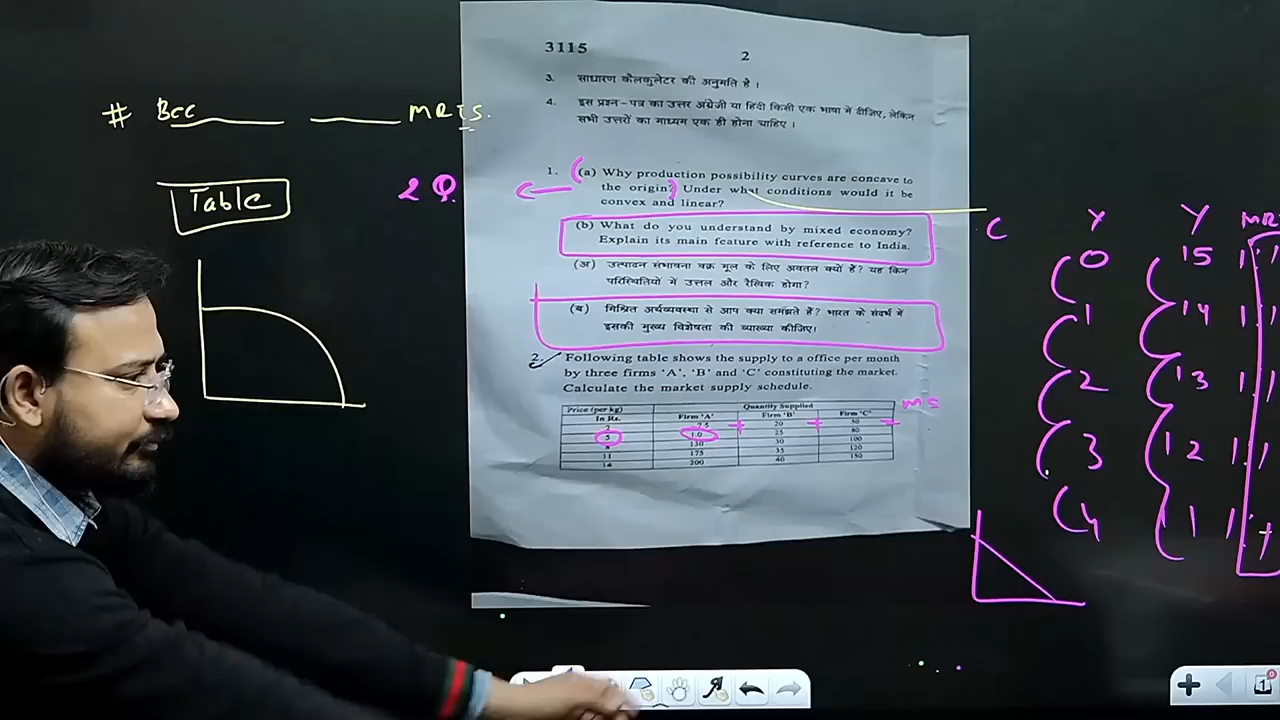 3115
2
3. साधारण कैलकुलेटर की अनुमति है ।
4. इस प्रश्न-पत्र का उत्तर अंग्रेजी या हिंदी किसी एक भाषा में दीजिए, लेकिन
सभी उत्तरों का माध्यम एक ही होना चाहिए ।
# Bcc MRTS.
Table
2 Q.
1. (a) Why production possibility curves are concave to
the origin? Under what conditions would it be
convex and linear?
(b) What do you understand by mixed economy?
Explain its main feature with reference to India.
(अ) उत्पादन संभावना वक्र मूल के लिए अवतल क्यों है? यह किन
परिस्थितियों में उत्तल और रैखिक होगा?
(ब) मिश्रित अर्थव्यवस्था से आप क्या समझते हैं? भारत के संदर्भ में
इसकी मुख्य विशेषता की व्याख्या कीजिए।
2. Following table shows the supply to a office per month
by three firms 'A', 'B' and 'C' constituting the market.
Calculate the market supply schedule.
Price (per kg) Quantity Supplied
In Rs. Firm 'A' Firm 'B' Firm 'C'
MS
2 20 50
5 25 80
130 30 100
11 175 35 120
14 200 40 150
C Y Y
0 15
1 14
2 13
3 12
4 11